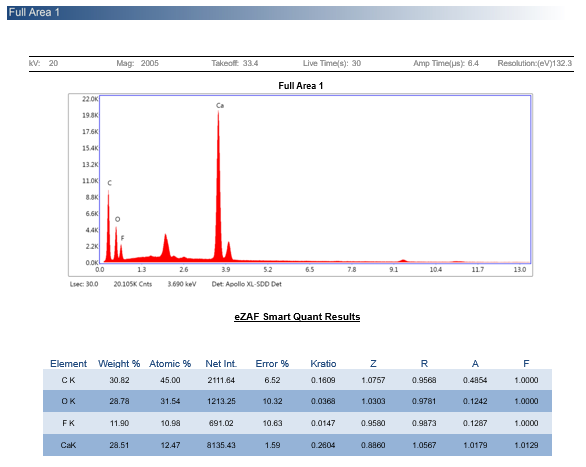 Full Area 1
kV: 20 Mag: 2005 Takeoff: 33.4 Live Time(s): 30 Amp Time(µs): 6.4 Resolution:(eV)132.3
Full Area 1
22.0K
19.8K
17.6K
15.4K
13.2K
11.0K
8.8K
6.6K
4.4K
2.2K
0.0K
Ca
C
O
F
0.0 1.3 2.6 3.9 5.2 6.5 7.8 9.1 10.4 11.7 13.0
Lsec: 30.0 20.105K Cnts 3.690 keV Det: Apollo XL-SDD Det
eZAF Smart Quant Results
Element Weight % Atomic % Net Int. Error % Kratio Z R A F
C K 30.82 45.00 2111.64 6.52 0.1609 1.0757 0.9568 0.4854 1.0000
O K 28.78 31.54 1213.25 10.32 0.0368 1.0303 0.9781 0.1242 1.0000
F K 11.90 10.98 691.02 10.63 0.0147 0.9580 0.9873 0.1287 1.0000
CaK 28.51 12.47 8135.43 1.59 0.2604 0.8860 1.0567 1.0179 1.0129